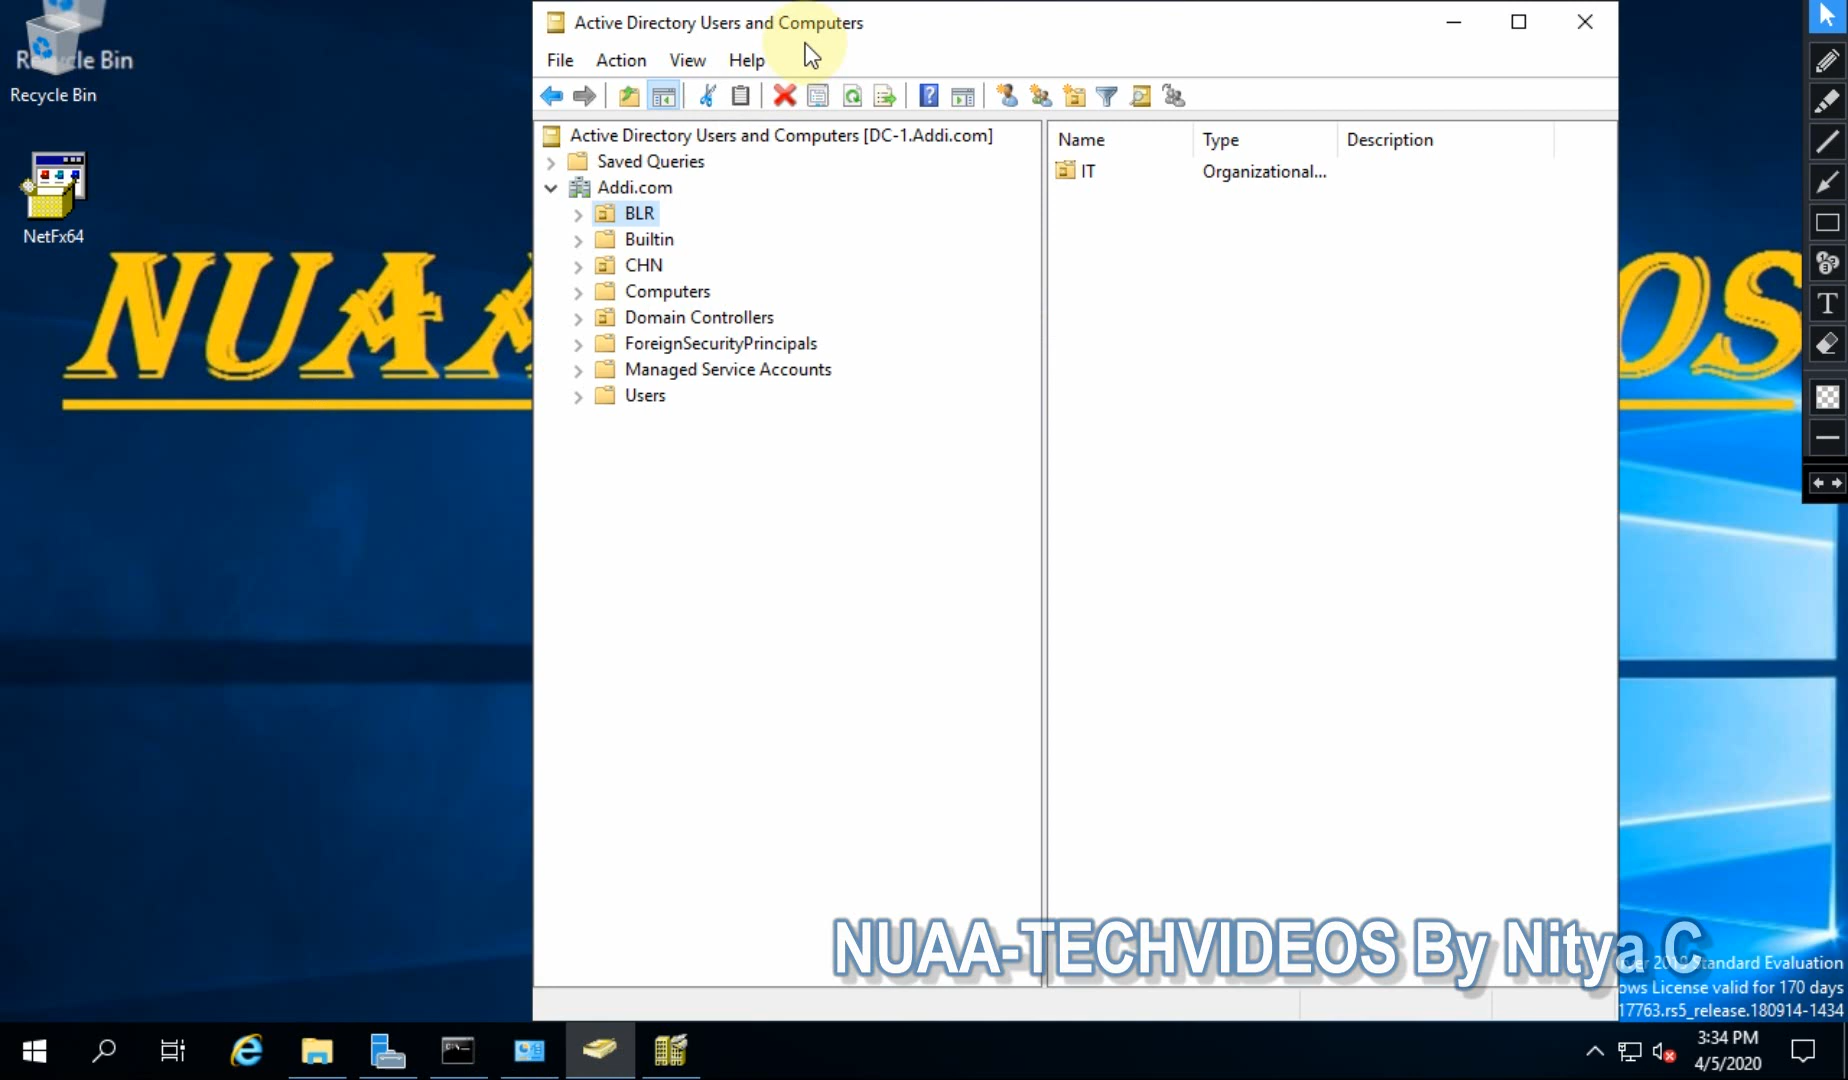 Recycle Bin
NetFx64
NUAA
OS
Active Directory Users and Computers
File Action View Help
Active Directory Users and Computers [DC-1.Addi.com]
Saved Queries
Addi.com
BLR
Builtin
CHN
Computers
Domain Controllers
ForeignSecurityPrincipals
Managed Service Accounts
Users
Name Type Description
IT Organizational...
NUAA-TECHVIDEOS By Nitya C
Standard Evaluation
ows License valid for 170 days
17763.rs5_release.180914-1434
3:34 PM
4/5/2020